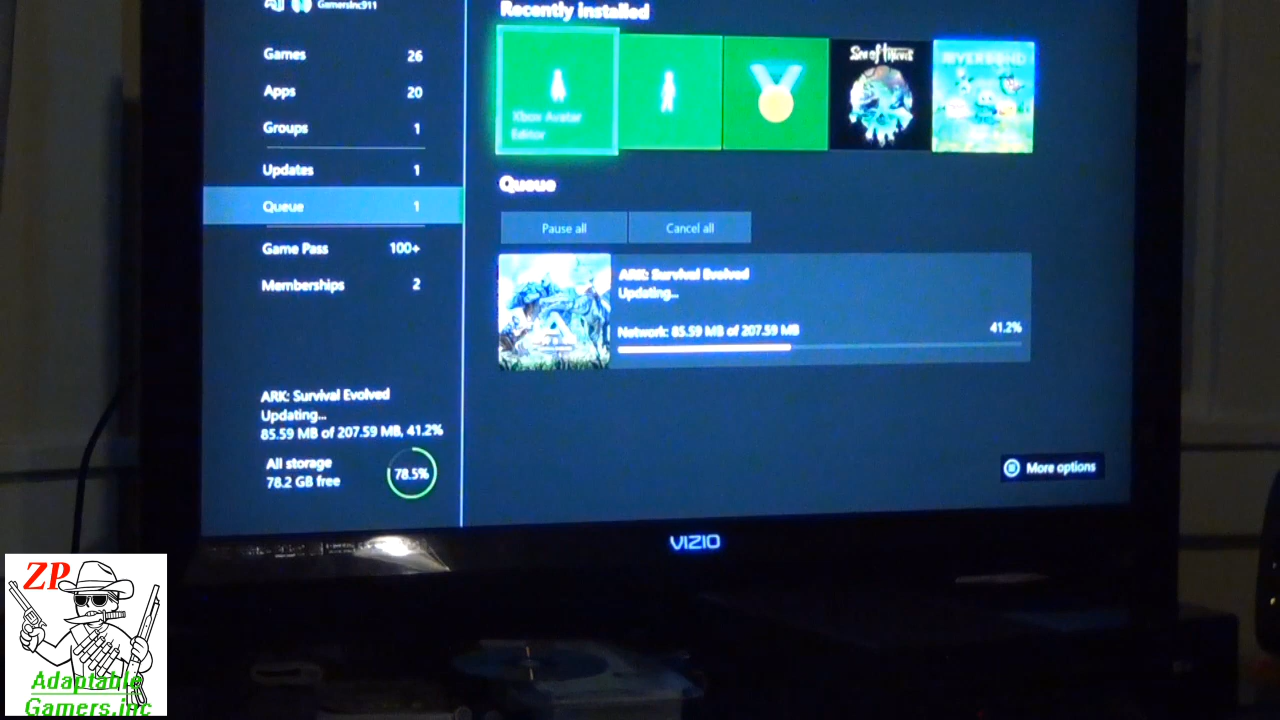 GamersInc911
Games 26
Apps 20
Groups 1
Updates 1
Queue 1
Game Pass 100+
Memberships 2
ARK: Survival Evolved
Updating...
85.59 MB of 207.59 MB, 41.2%
All storage
78.2 GB free
78.5%
Recently installed
Xbox Avatar
Editor
Sea of Thieves
RIVERBOND
Queue
Pause all
Cancel all
ARK: Survival Evolved
Updating...
Network: 85.59 MB of 207.59 MB
41.2%
More options
VIZIO
ZP
Adaptable
Gamers,inc